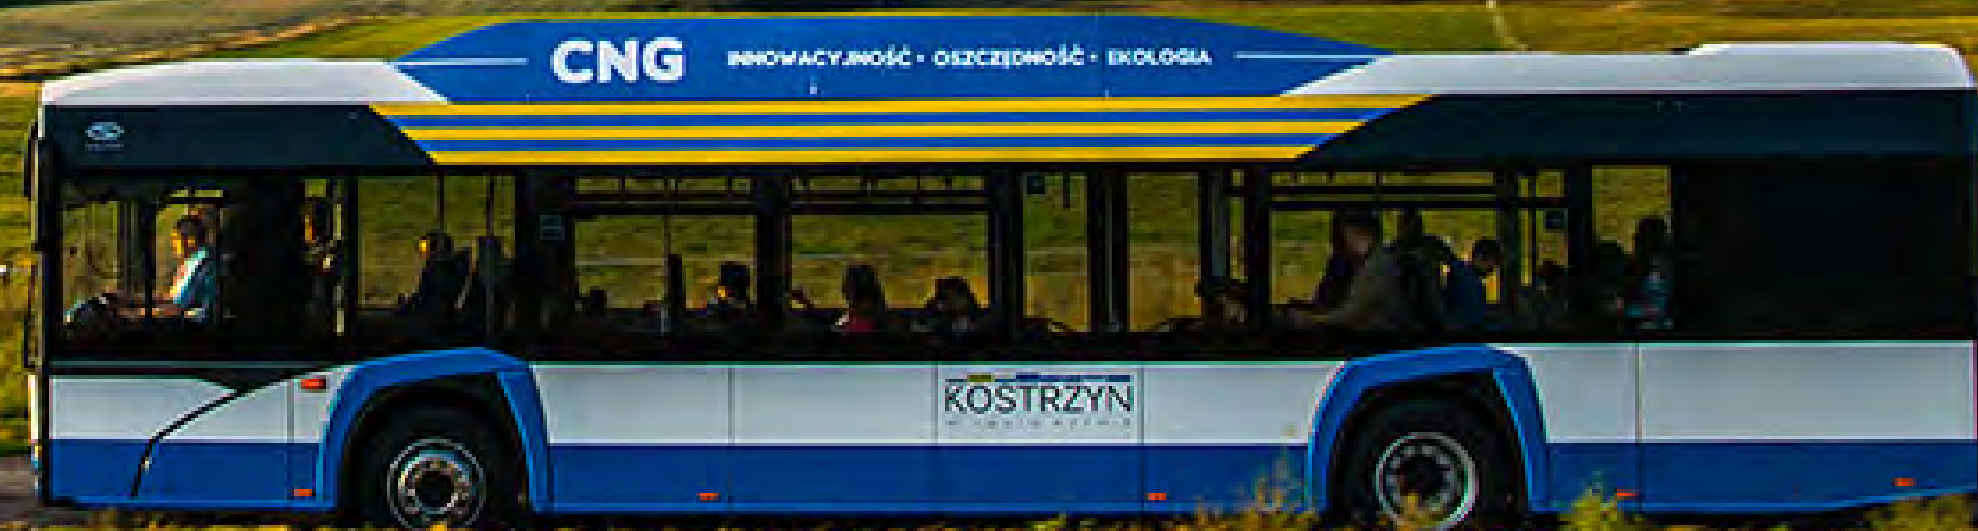 CNG INNOWACYJNOŚĆ • OSZCZĘDNOŚĆ • EKOLOGIA
KOSTRZYN